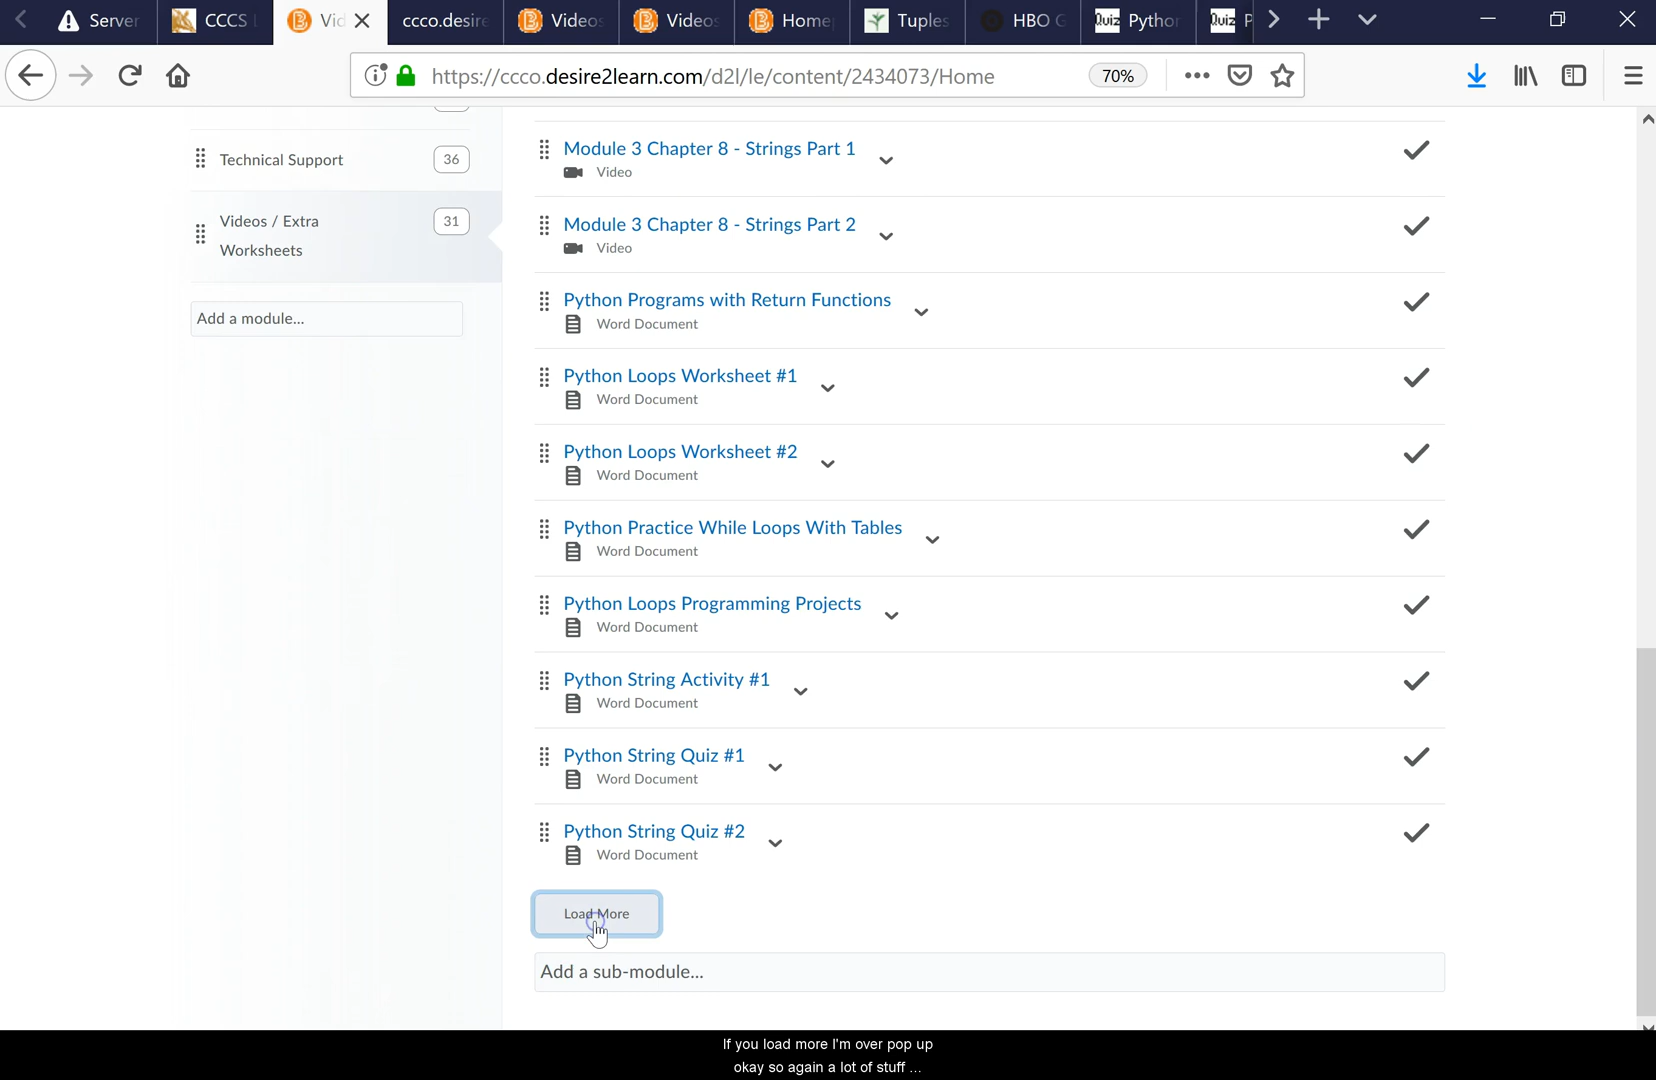 Server
CCCS
Vid
ccco.desire
Videos
Videos
Home
Tuples
HBO G
Quiz Python
Quiz P
https://ccco.desire2learn.com/d2l/le/content/2434073/Home
70%
Technical Support 36
Videos / Extra 31
Worksheets
Add a module...
Module 3 Chapter 8 - Strings Part 1
Video
Module 3 Chapter 8 - Strings Part 2
Video
Python Programs with Return Functions
Word Document
Python Loops Worksheet #1
Word Document
Python Loops Worksheet #2
Word Document
Python Practice While Loops With Tables
Word Document
Python Loops Programming Projects
Word Document
Python String Activity #1
Word Document
Python String Quiz #1
Word Document
Python String Quiz #2
Word Document
Load More
Add a sub-module...
If you load more I'm over pop up
okay so again a lot of stuff ...